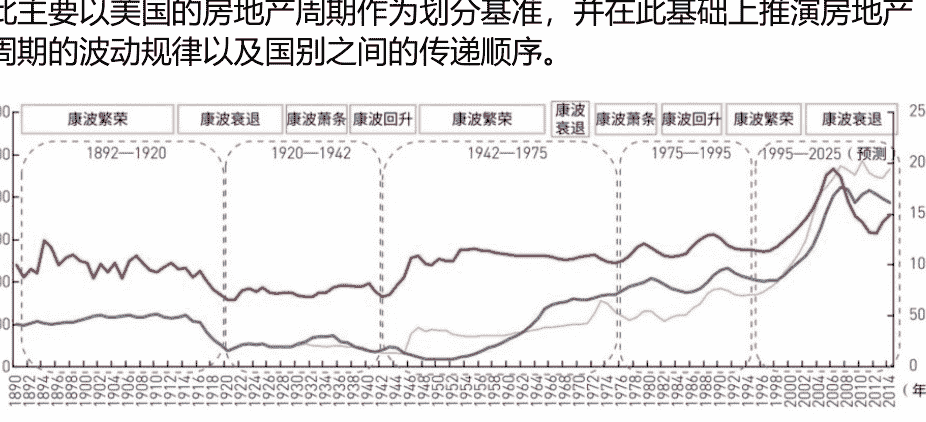 此主要以美国的房地产周期作为划分基准，并在此基础上推演房地产
周期的波动规律以及国别之间的传递顺序。
康波繁荣 康波衰退 康波萧条 康波回升 康波繁荣 康波衰退 康波萧条 康波回升 康波繁荣 康波衰退
1892—1920 1920—1942 1942—1975 1975—1995 1995—2025（预测）
25
20
15
10
50
0
0
1890 1892 1894 1896 1898 1900 1902 1904 1906 1908 1910 1912 1914 1916 1918 1920 1922 1924 1926 1928 1930 1932 1934 1936 1938 1940 1942 1944 1946 1948 1950 1952 1954 1956 1958 1960 1962 1964 1966 1968 1970 1972 1974 1976 1978 1980 1982 1984 1986 1988 1990 1992 1994 1996 1998 2000 2002 2004 2006 2008 2010 2012 2014 （年